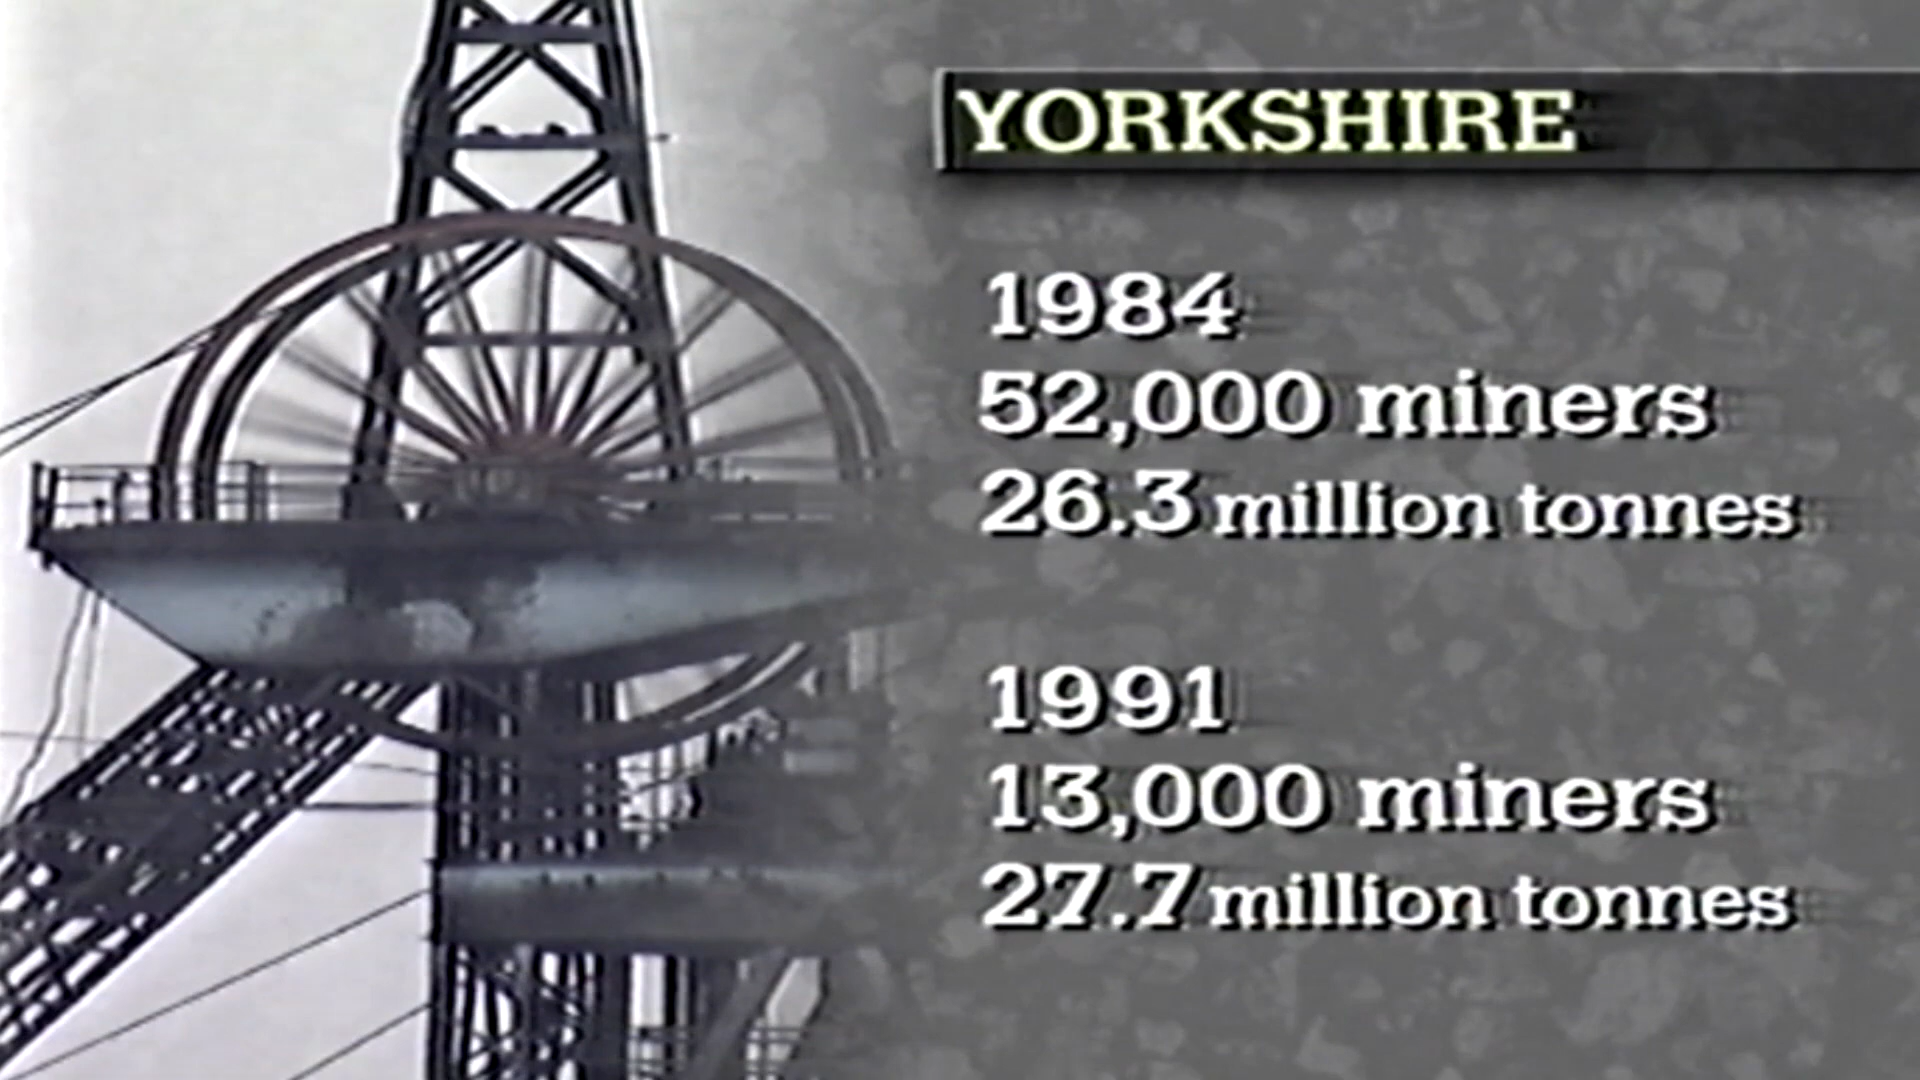 YORKSHIRE
1984
52,000 miners
26.3 million tonnes
1991
13,000 miners
27.7 million tonnes